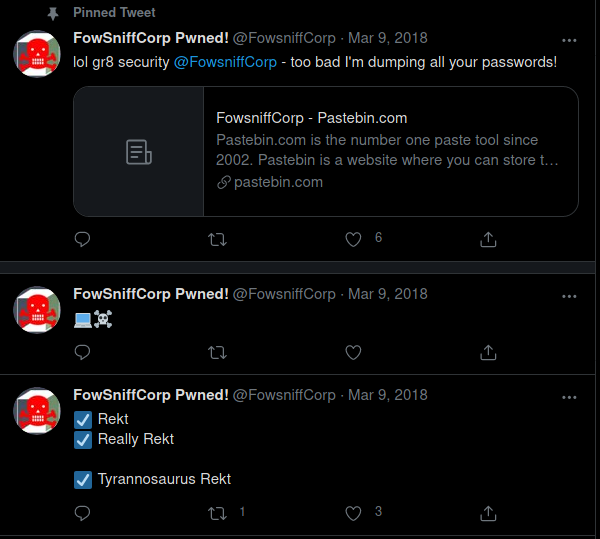 Pinned Tweet
FowSniffCorp Pwned! @FowsniffCorp · Mar 9, 2018
lol gr8 security @FowsniffCorp - too bad I'm dumping all your passwords!
FowsniffCorp - Pastebin.com
Pastebin.com is the number one paste tool since
2002. Pastebin is a website where you can store t…
pastebin.com
6
FowSniffCorp Pwned! @FowsniffCorp · Mar 9, 2018
FowSniffCorp Pwned! @FowsniffCorp · Mar 9, 2018
Rekt
Really Rekt
Tyrannosaurus Rekt
1 3